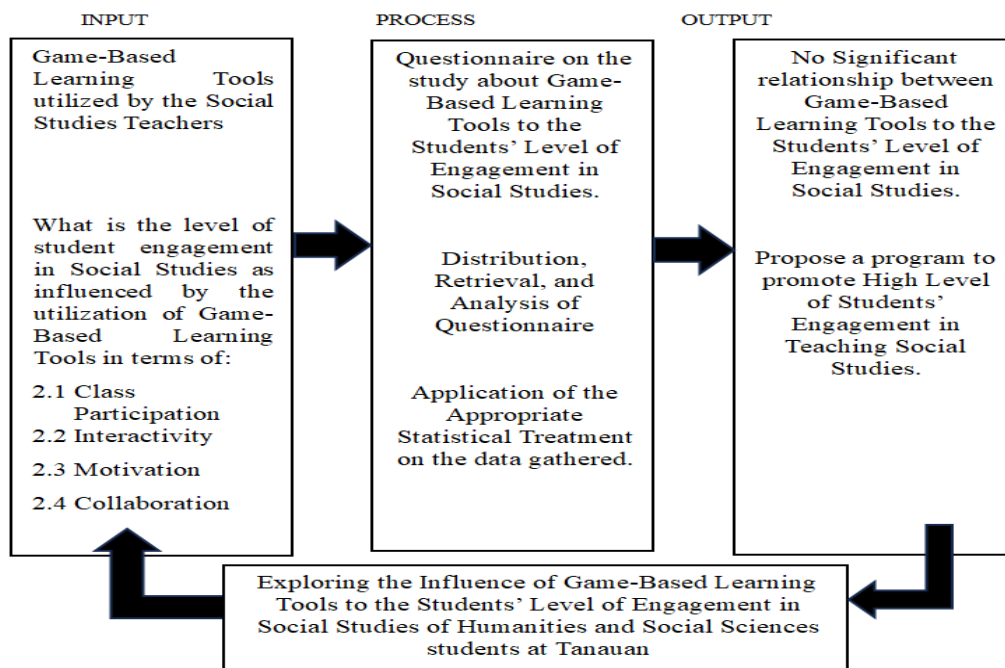 INPUT
Game-Based
Learning Tools
utilized by the Social
Studies Teachers
What is the level of
student engagement
in Social Studies as
influenced by the
utilization of Game-
Based Learning
Tools in terms of:
2.1 Class
Participation
2.2 Interactivity
2.3 Motivation
2.4 Collaboration
PROCESS
Questionnaire on the
study about Game-
Based Learning
Tools to the
Students’ Level of
Engagement in
Social Studies.
Distribution,
Retrieval, and
Analysis of
Questionnaire
Application of the
Appropriate
Statistical Treatment
on the data gathered.
OUTPUT
No Significant
relationship between
Game-Based
Learning Tools to the
Students’ Level of
Engagement in
Social Studies.
Propose a program to
promote High Level
of Students’
Engagement in
Teaching Social
Studies.
Exploring the Influence of Game-Based Learning
Tools to the Students’ Level of Engagement in
Social Studies of Humanities and Social Sciences
students at Tanauan